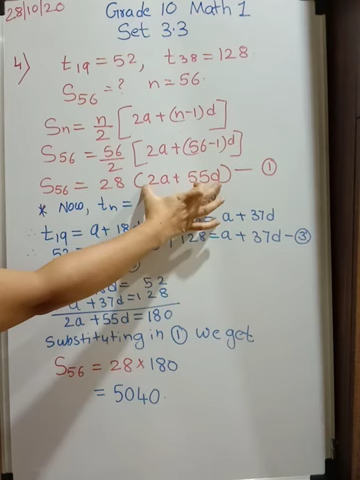 28/10/20
Grade 10 Math 1
Set 3.3
4) t19 = 52, t38 = 128
S56 = ? n = 56.
Sn = n/2 [2a+(n-1)d]
S56 = 56/2 [2a+(56-1)d]
S56 = 28 (2a + 55d) — ①
* Now, tn =
∴ t19 = a + 18 a + 37d
128 = a + 37d - ③
52
a + 37d = 128
2a + 55d = 180
substituting in ① we get
S56 = 28 × 180
= 5040.